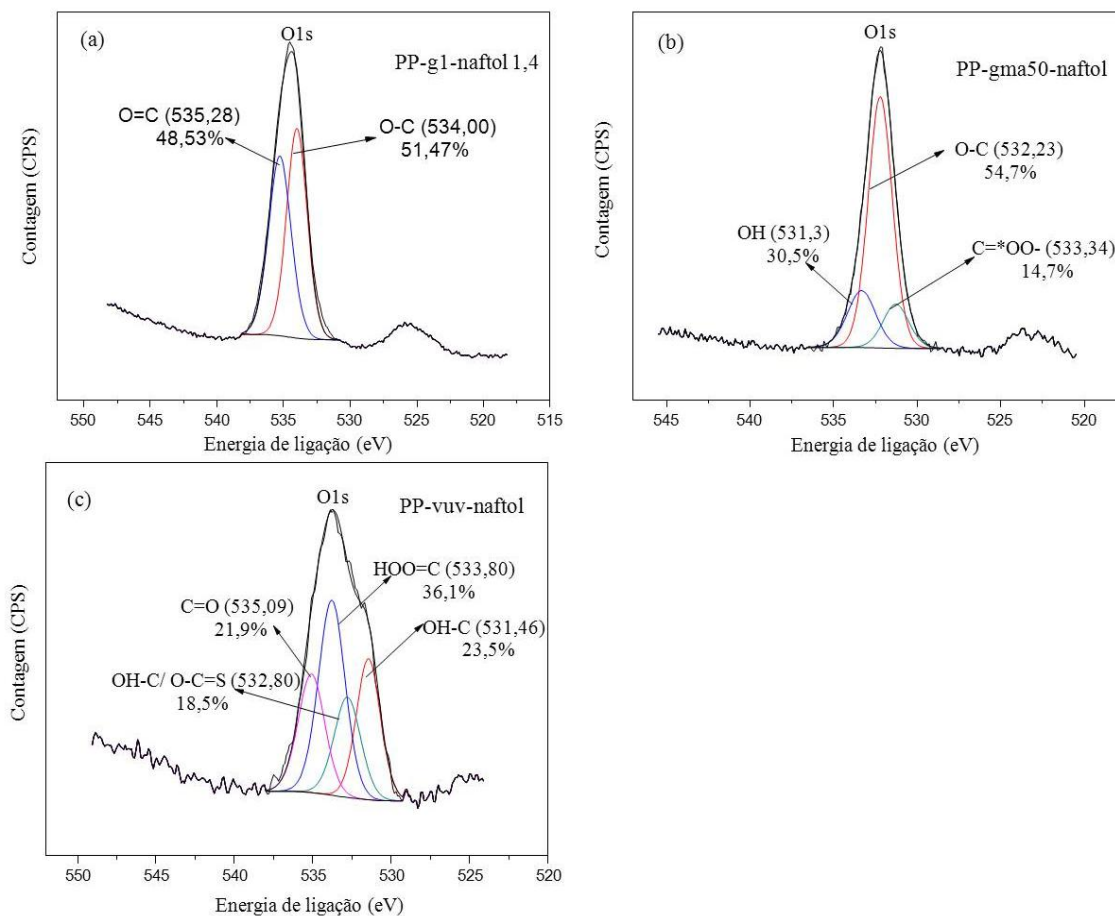 (a)
O1s
PP-g1-naftol 1,4
O=C (535,28)
48,53%
O-C (534,00)
51,47%
Contagem (CPS)
550 545 540 535 530 525 520 515
Energia de ligação (eV)
(b)
O1s
PP-gma50-naftol
O-C (532,23)
54,7%
OH (531,3)
30,5%
C=*OO- (533,34)
14,7%
Contagem (CPS)
545 540 535 530 525 520
Energia de ligação (eV)
(c)
O1s
PP-vuv-naftol
HOO=C (533,80)
36,1%
C=O (535,09)
21,9%
OH-C (531,46)
23,5%
OH-C/ O-C=S (532,80)
18,5%
Contagem (CPS)
550 545 540 535 530 525 520
Energia de ligação (eV)